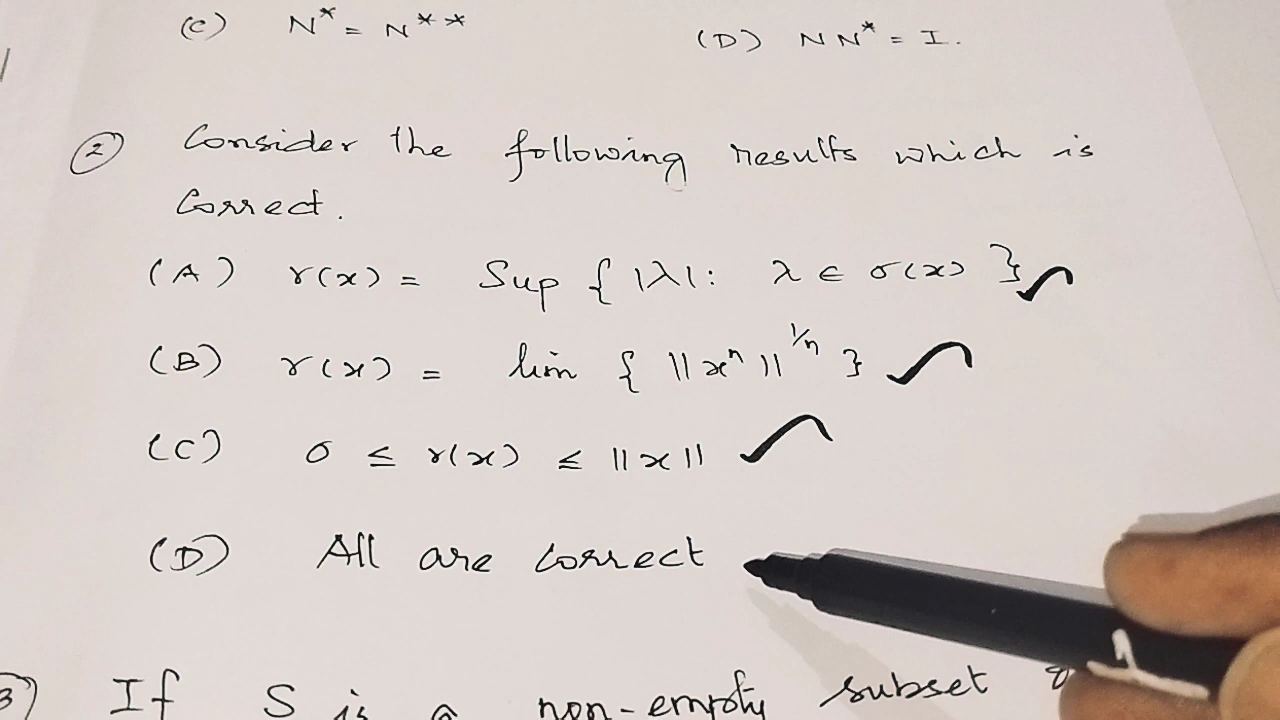 (C) N* = N** (D) N N* = I.
(2) Consider the following results which is
Correct.
(A) r(x) = Sup { |λ| : λ ∈ σ(x) }
(B) r(x) = lim { ||xⁿ||^1/n }
(C) 0 ≤ r(x) ≤ ||x||
(D) All are correct
3) If S is a non-empty subset